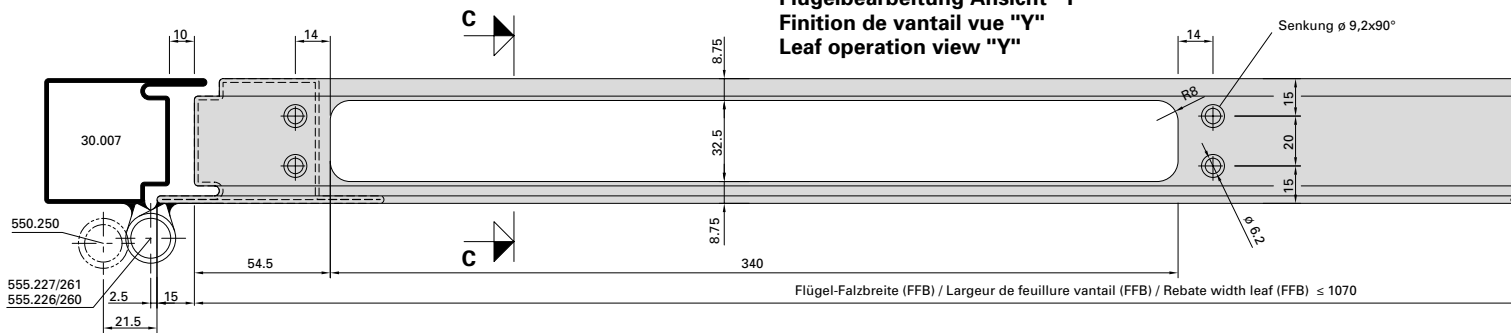 Flügelbearbeitung Ansicht "Y"
Finition de vantail vue "Y"
Leaf operation view "Y"
C
10
14
8.75
14
Senkung ø 9,2x90°
R8
15
30.007
32.5
20
15
550.250
ø 6.2
8.75
C
54.5
340
555.227/261
555.226/260
2.5
15
Flügel-Falzbreite (FFB) / Largeur de feuillure vantail (FFB) / Rebate width leaf (FFB) ≤ 1070
21.5